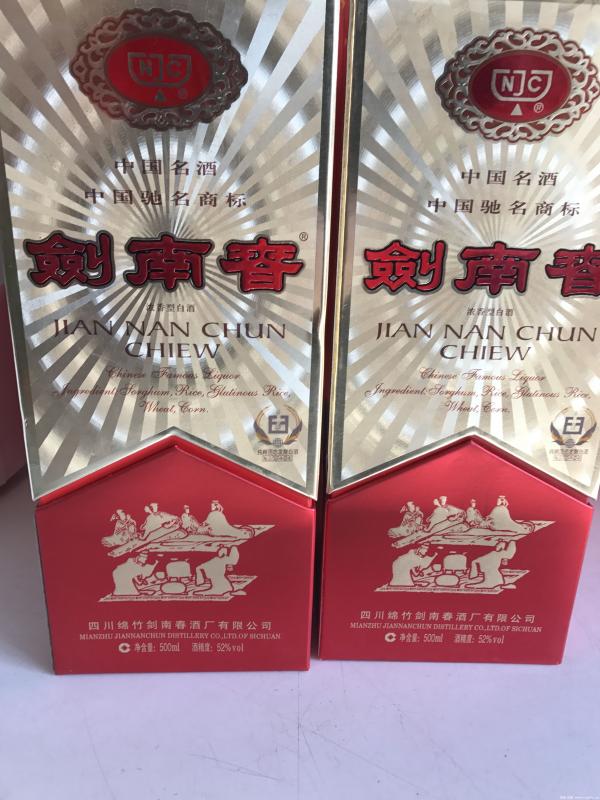 NJC
®
中国名酒
中国驰名商标
劍南春®
浓香型白酒
JIAN NAN CHUN
CHIEW
Chinese Famous Liquor
Ingredient:Sorghum, Rice, Glutinous Rice,
Wheat, Corn.
四川绵竹剑南春酒厂有限公司
MIANZHU JIANNANCHUN DISTILLERY CO.,LTD.OF SICHUAN
C 净含量: 500ml 酒精度: 52%vol
NJC
®
中国名酒
中国驰名商标
劍南春
浓香型白酒
JIAN NAN CHUN
CHIEW
Chinese Famous Liquor
Ingredient:Sorghum, Rice, Glutinous Rice,
Wheat, Corn.
四川绵竹剑南春酒厂有限公司
MIANZHU JIANNANCHUN DISTILLERY CO.,LTD.OF SICHUAN
C 净含量: 500ml 酒精度: 52%vol